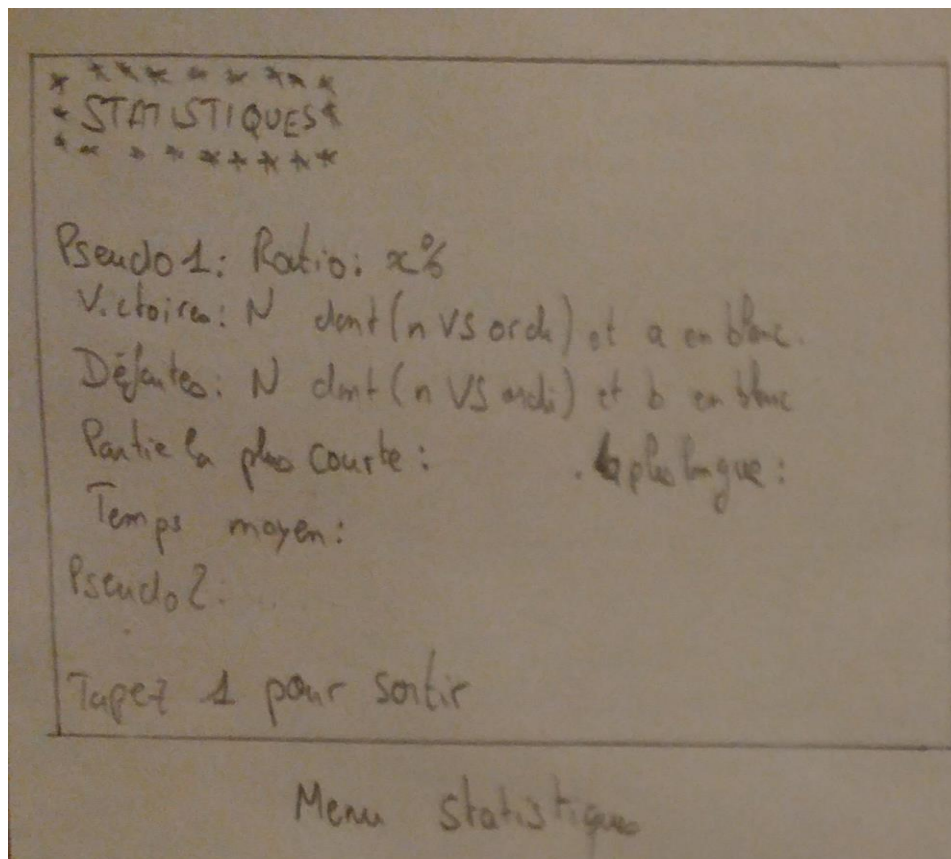 * * * * * * * * *
* STATISTIQUES *
* * * * * * * * *
Pseudo 1: Ratio: x%
Victoires: N dont (n VS ordi) et a en blanc.
Défaites: N dont (n VS ordi) et b en blanc
Partie la plus courte : . la plus longue :
Temps moyen :
Pseudo 2:
Tapez 1 pour sortir
Menu statistiques